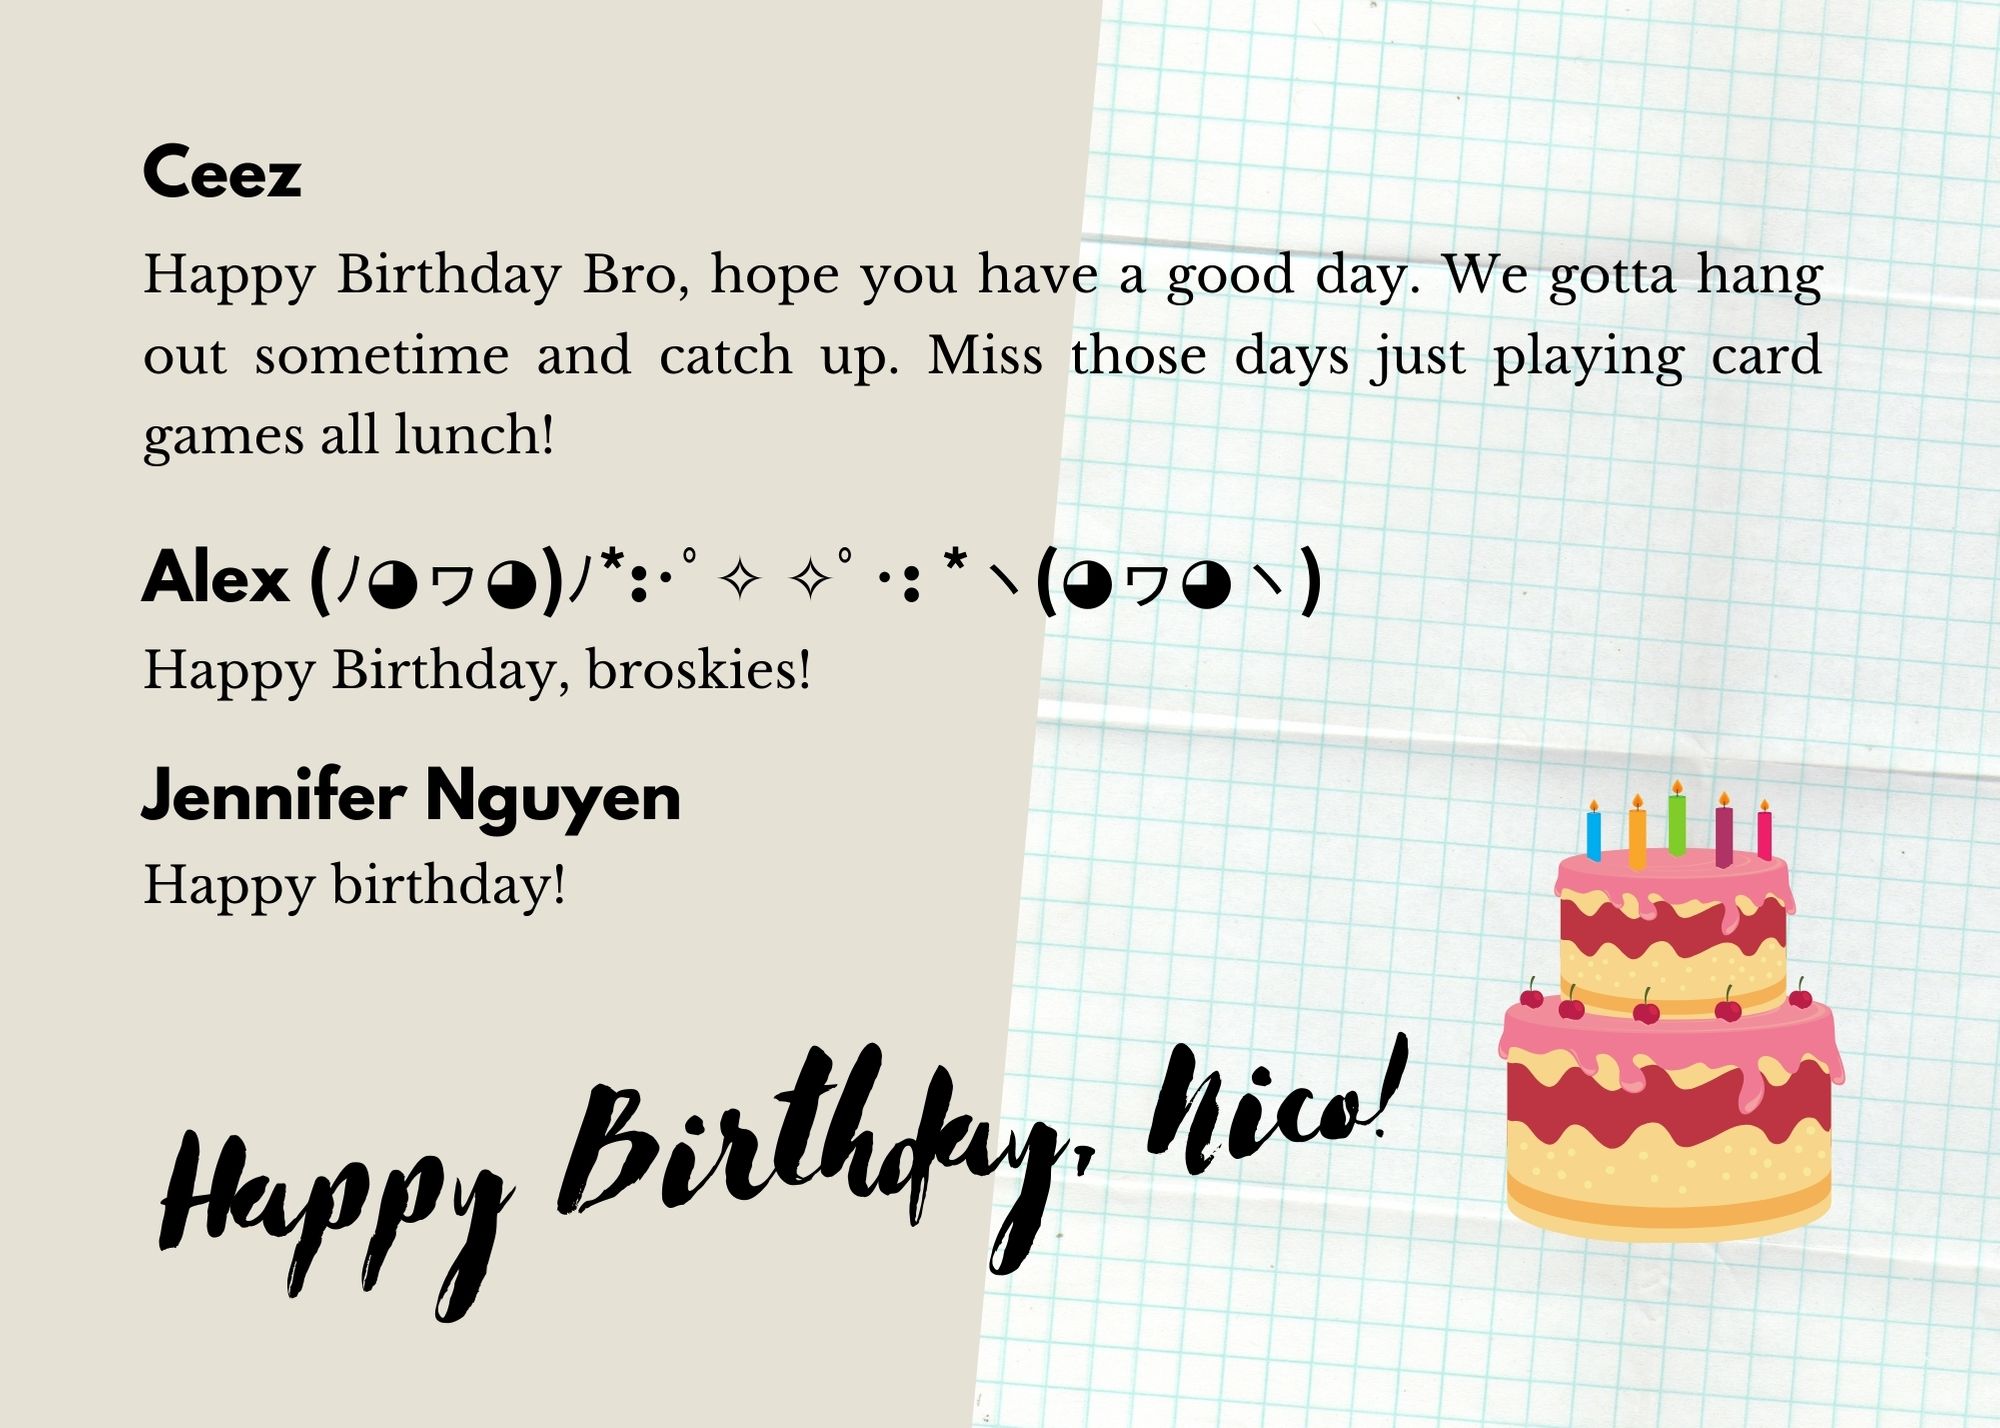 Ceez
Happy Birthday Bro, hope you have a good day. We gotta hang
out sometime and catch up. Miss those days just playing card
games all lunch!
Alex (ﾉ◕ヮ◕)ﾉ*:･ﾟ✧ ✧ﾟ･: *ヽ(◕ヮ◕ヽ)
Happy Birthday, broskies!
Jennifer Nguyen
Happy birthday!
Happy Birthday, Nico!